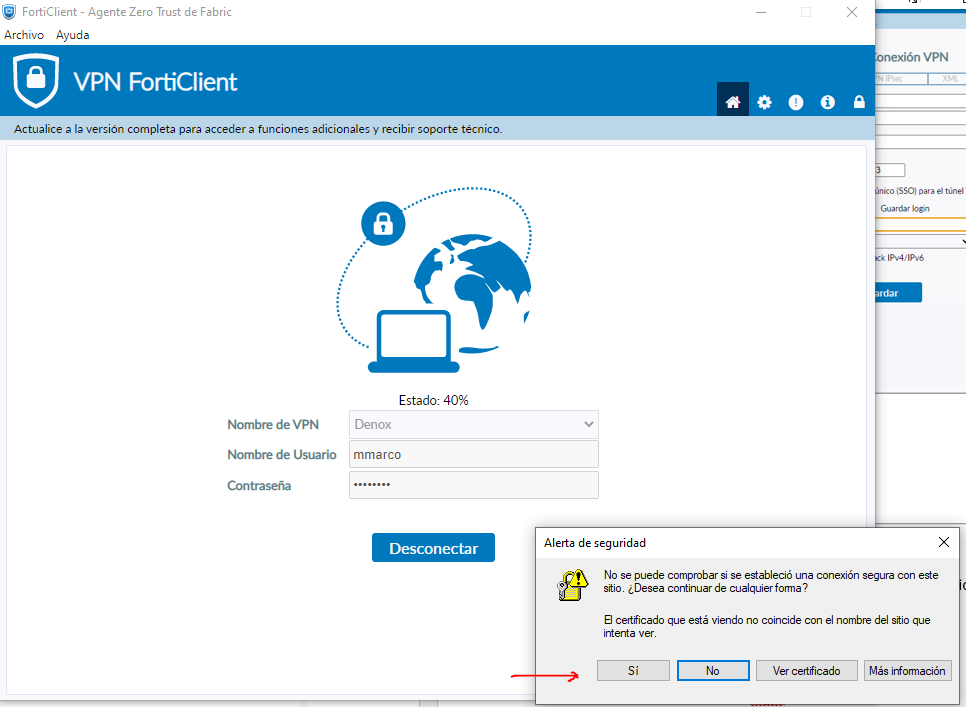 FortiClient - Agente Zero Trust de Fabric
Archivo Ayuda
VPN FortiClient
Actualice a la versión completa para acceder a funciones adicionales y recibir soporte técnico.
Estado: 40%
Nombre de VPN Denox
Nombre de Usuario mmarco
Contraseña ••••••••
Desconectar
onexión VPN
PN IPsec XML
3
único (SSO) para el túnel
Guardar login
ack IPv4/IPv6
ardar
Alerta de seguridad
No se puede comprobar si se estableció una conexión segura con este
sitio. ¿Desea continuar de cualquier forma?
El certificado que está viendo no coincide con el nombre del sitio que
intenta ver.
Sí No Ver certificado Más información